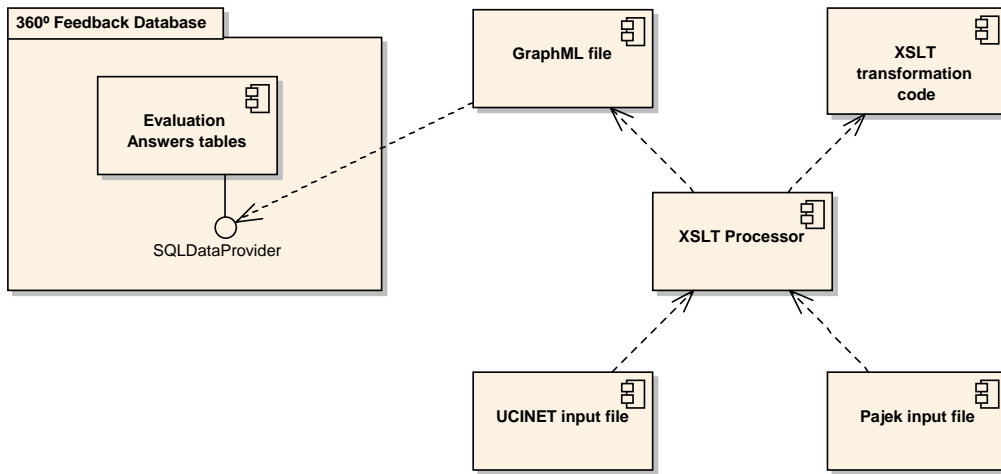 360º Feedback Database
Evaluation
Answers tables
SQLDataProvider
GraphML file
XSLT
transformation
code
XSLT Processor
UCINET input file
Pajek input file